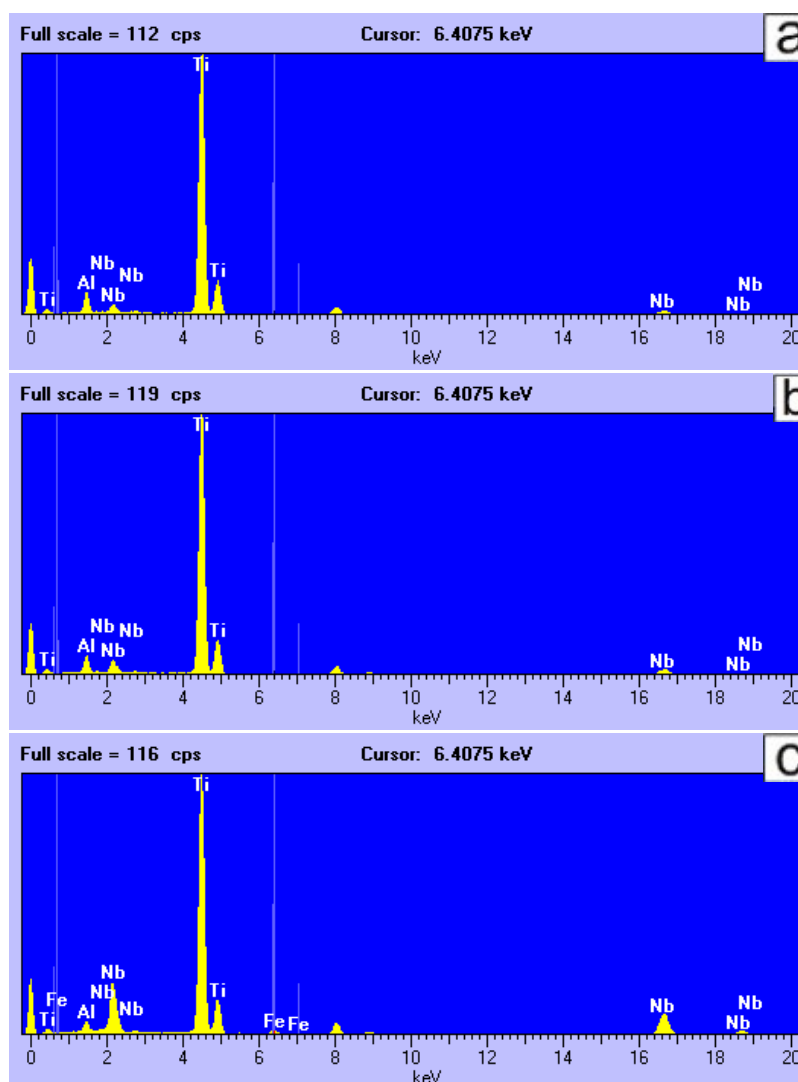 Full scale = 112 cps Cursor: 6.4075 keV a
Ti
Nb Nb Nb
Ti Al Nb Ti Nb Nb
0 2 4 6 8 10 12 14 16 18 20
keV
Full scale = 119 cps Cursor: 6.4075 keV b
Ti
Nb Nb Ti Nb
Ti Al Nb Nb Nb
0 2 4 6 8 10 12 14 16 18 20
keV
Full scale = 116 cps Cursor: 6.4075 keV c
Ti
Nb
Fe Nb Nb Ti Nb Nb
Ti Al Fe Fe Nb
0 2 4 6 8 10 12 14 16 18 20
keV